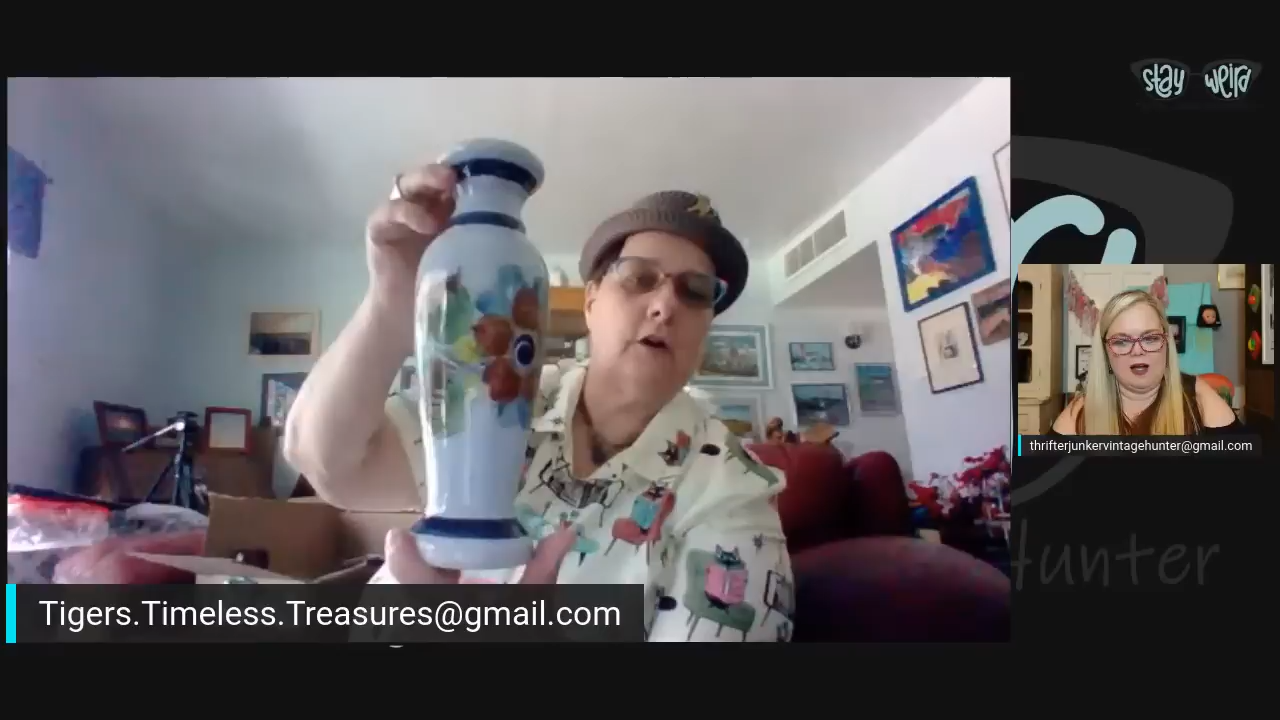 stay weird
thrifterjunkervintagehunter@gmail.com
Hunter
Tigers.Timeless.Treasures@gmail.com